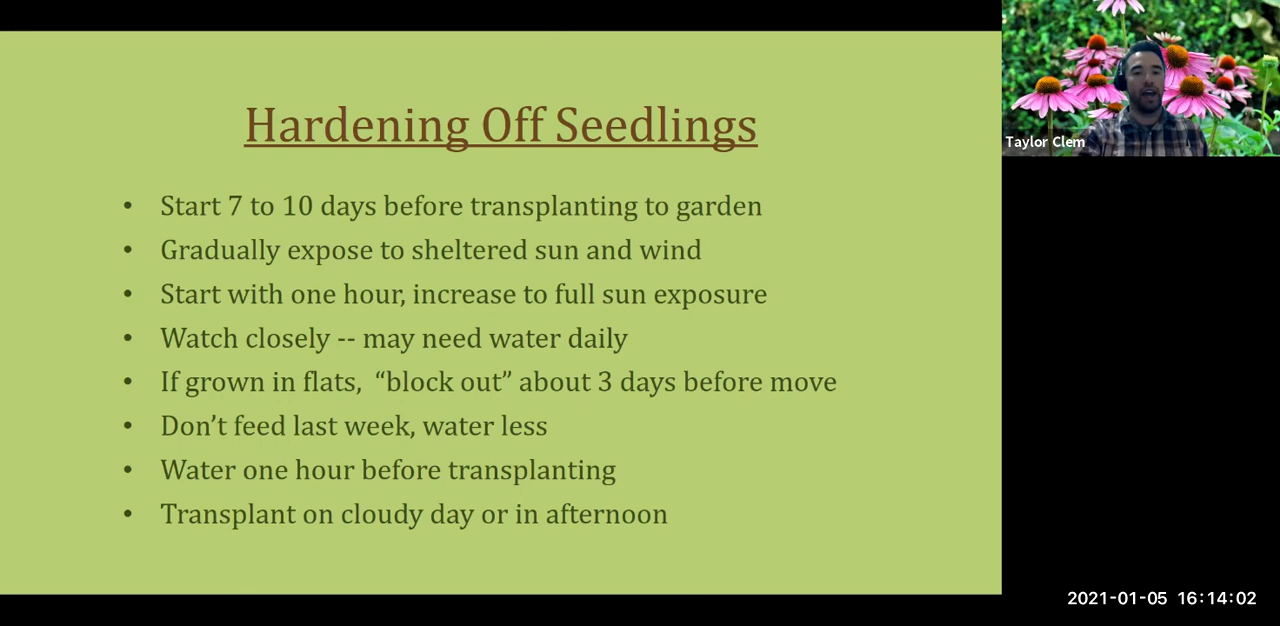 Hardening Off Seedlings
• Start 7 to 10 days before transplanting to garden
• Gradually expose to sheltered sun and wind
• Start with one hour, increase to full sun exposure
• Watch closely -- may need water daily
• If grown in flats,  “block out” about 3 days before move
• Don’t feed last week, water less
• Water one hour before transplanting
• Transplant on cloudy day or in afternoon
Taylor Clem
2021-01-05 16:14:02